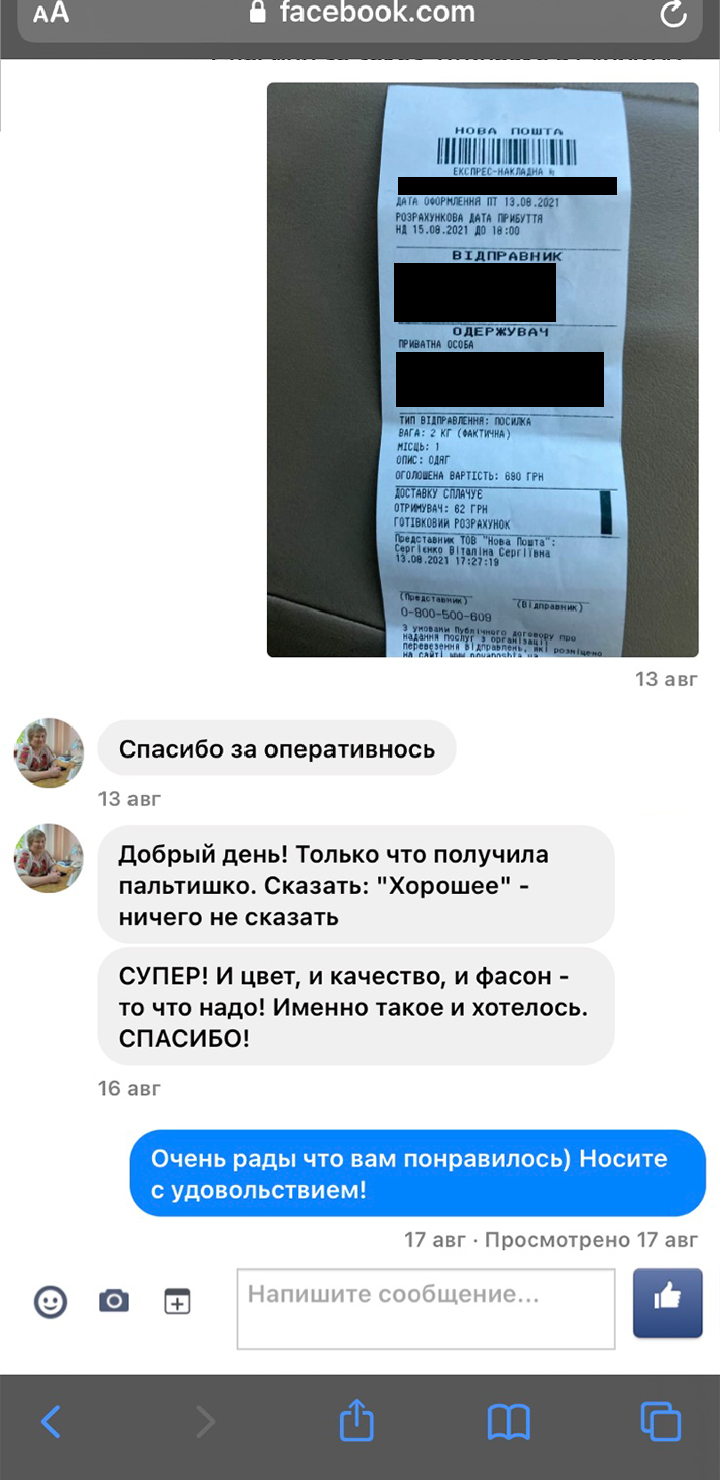 AA facebook.com
НОВА ПОШТА
ЕКСПРЕС-НАКЛАДНА №
ДАТА ОФОРМЛЕННЯ ПТ 13.08.2021
РОЗРАХУНКОВА ДАТА ПРИБУТТЯ
НД 15.08.2021 ДО 18:00
ВІДПРАВНИК
ОДЕРЖУВАЧ
ПРИВАТНА ОСОБА
ТИП ВІДПРАВЛЕННЯ: ПОСИЛКА
ВАГА: 2 КГ (ФАКТИЧНА)
МІСЦЬ: 1
ОПИС: ОДЯГ
ОГОЛОШЕНА ВАРТІСТЬ: 690 ГРН
ДОСТАВКУ СПЛАЧУЄ
ОТРИМУВАЧ: 62 ГРН
ГОТІВКОВИЙ РОЗРАХУНОК
Представник ТОВ "Нова Пошта":
Сергієнко Віталіна Сергіївна
13.08.2021 17:27:19
(Представник) (Відправник)
0-800-500-609
З умовами Публічного договору про
надання послуг з організації
перевезення відправлень, які розміщено
на сайті
13 авг
Спасибо за оперативнось
13 авг
Добрый день! Только что получила
пальтишко. Сказать: "Хорошее" -
ничего не сказать
СУПЕР! И цвет, и качество, и фасон -
то что надо! Именно такое и хотелось.
СПАСИБО!
16 авг
Очень рады что вам понравилось) Носите
с удовольствием!
17 авг · Просмотрено 17 авг
Напишите сообщение...